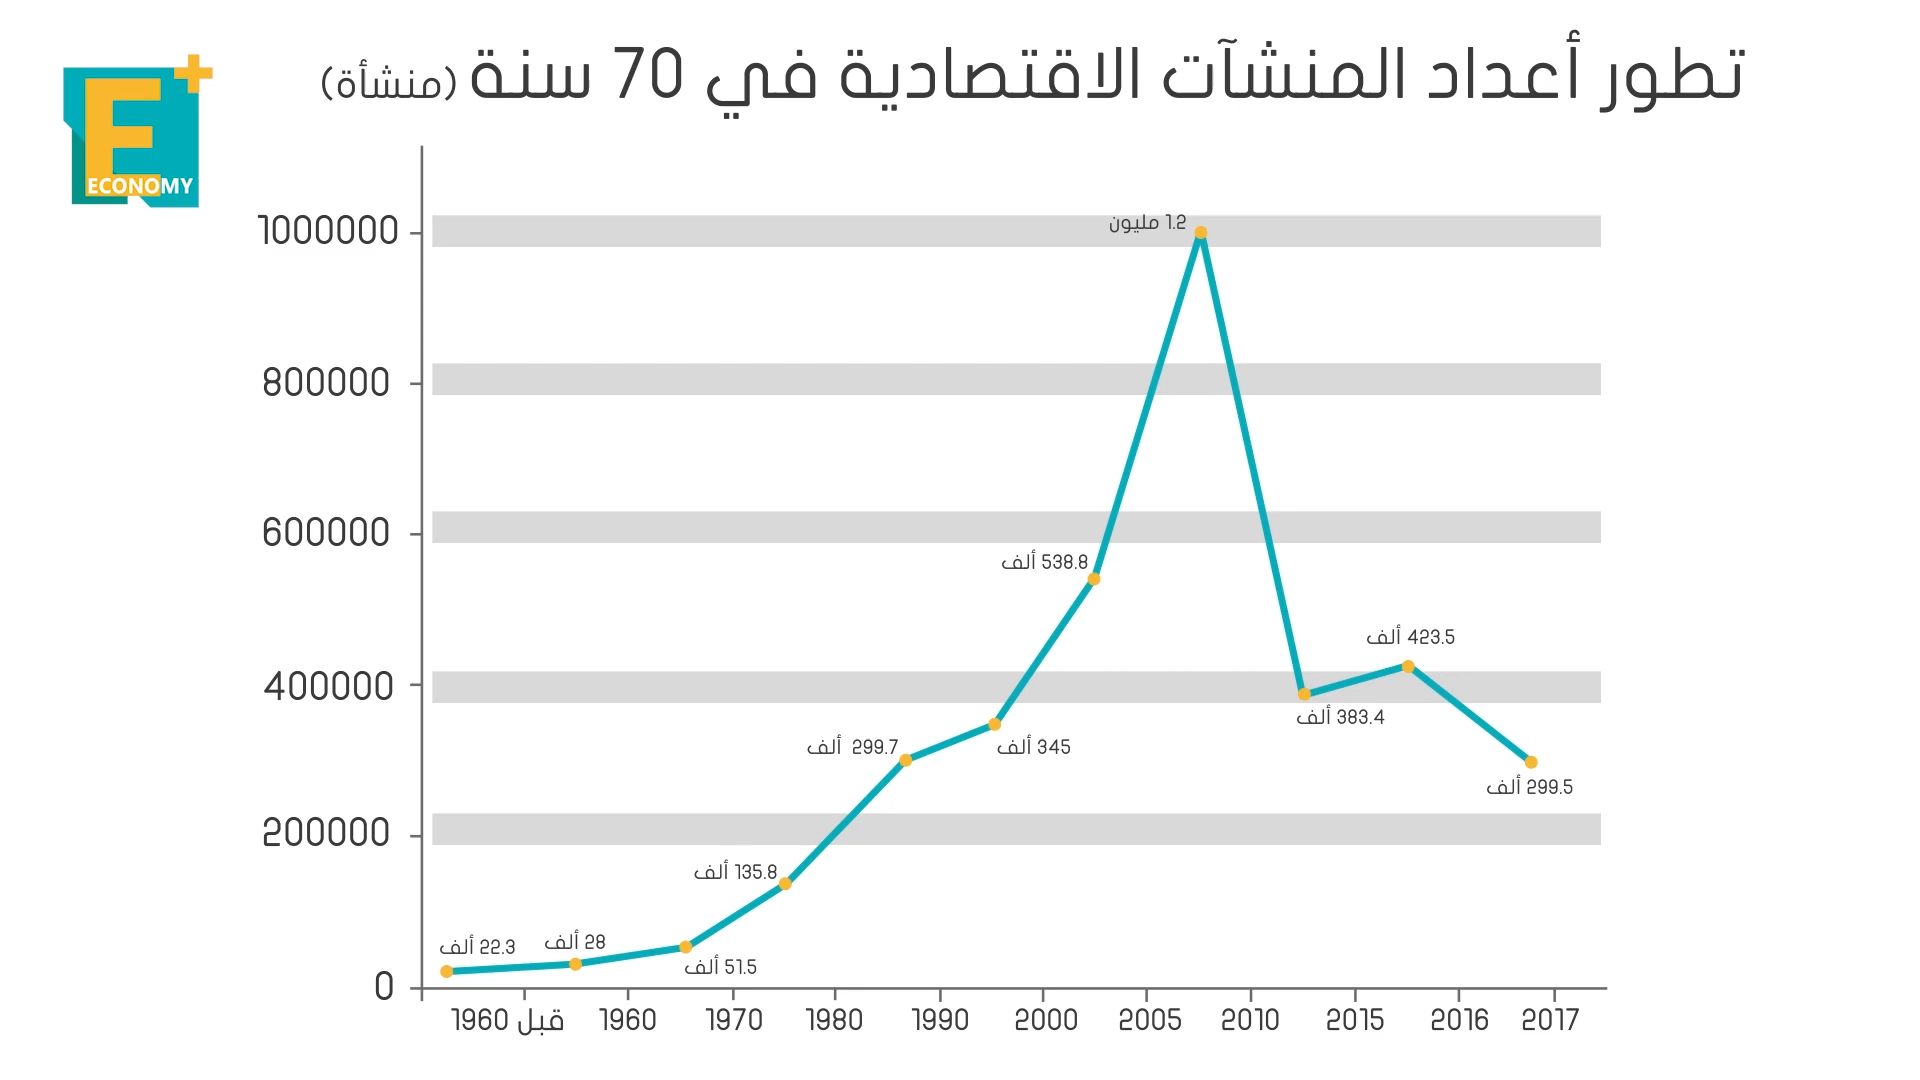 تطور أعداد المنشآت الاقتصادية في 70 سنة (منشأة)
E+
ECONOMY
1000000
800000
600000
400000
200000
0
22.3 ألف
28 ألف
51.5 ألف
135.8 ألف
299.7 ألف
345 ألف
538.8 ألف
1.2 مليون
383.4 ألف
423.5 ألف
299.5 ألف
قبل 1960
1960
1970
1980
1990
2000
2005
2010
2015
2016
2017